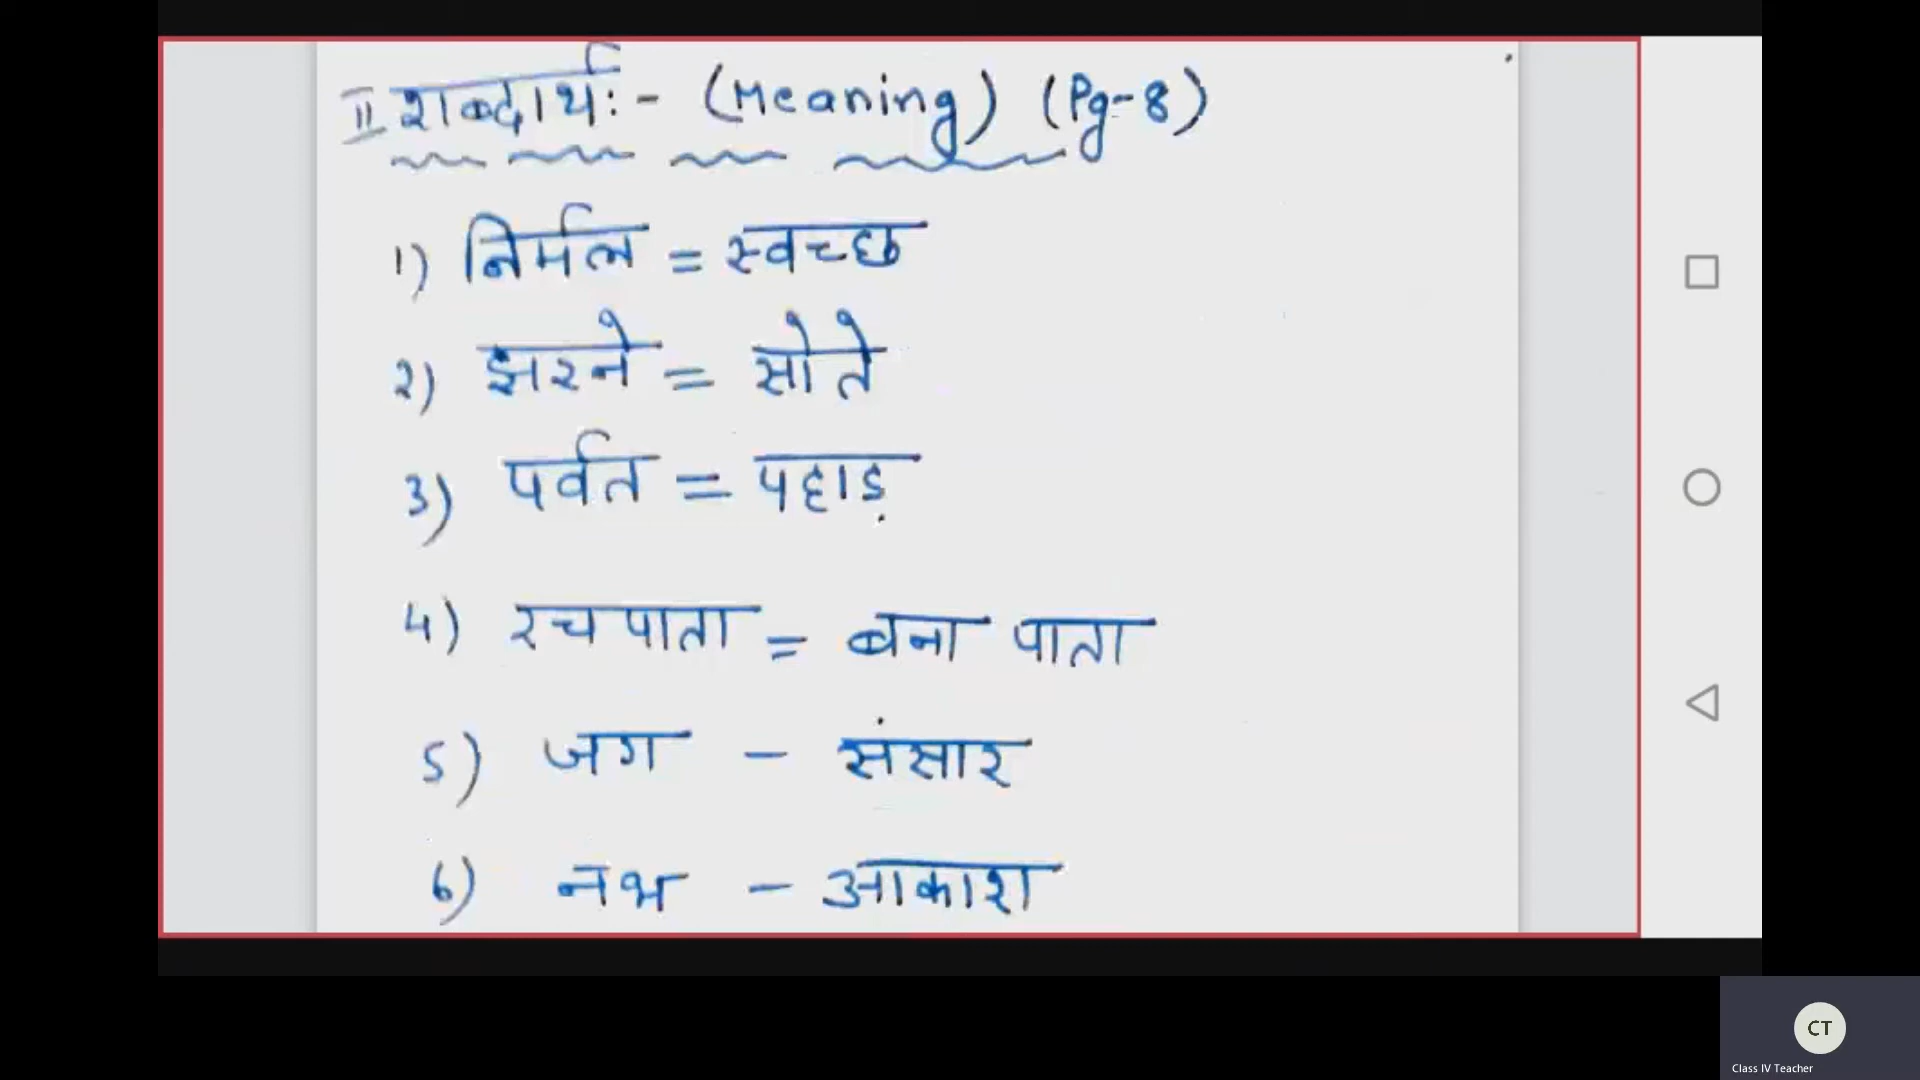 II शब्दार्थ:- (Meaning) (Pg-8)
1) निर्मल = स्वच्छ
2) झरने = सोते
3) पर्वत = पहाड़
4) रच पाता = बना पाता
5) जग - संसार
6) नभ - आकाश
CT
Class IV Teacher